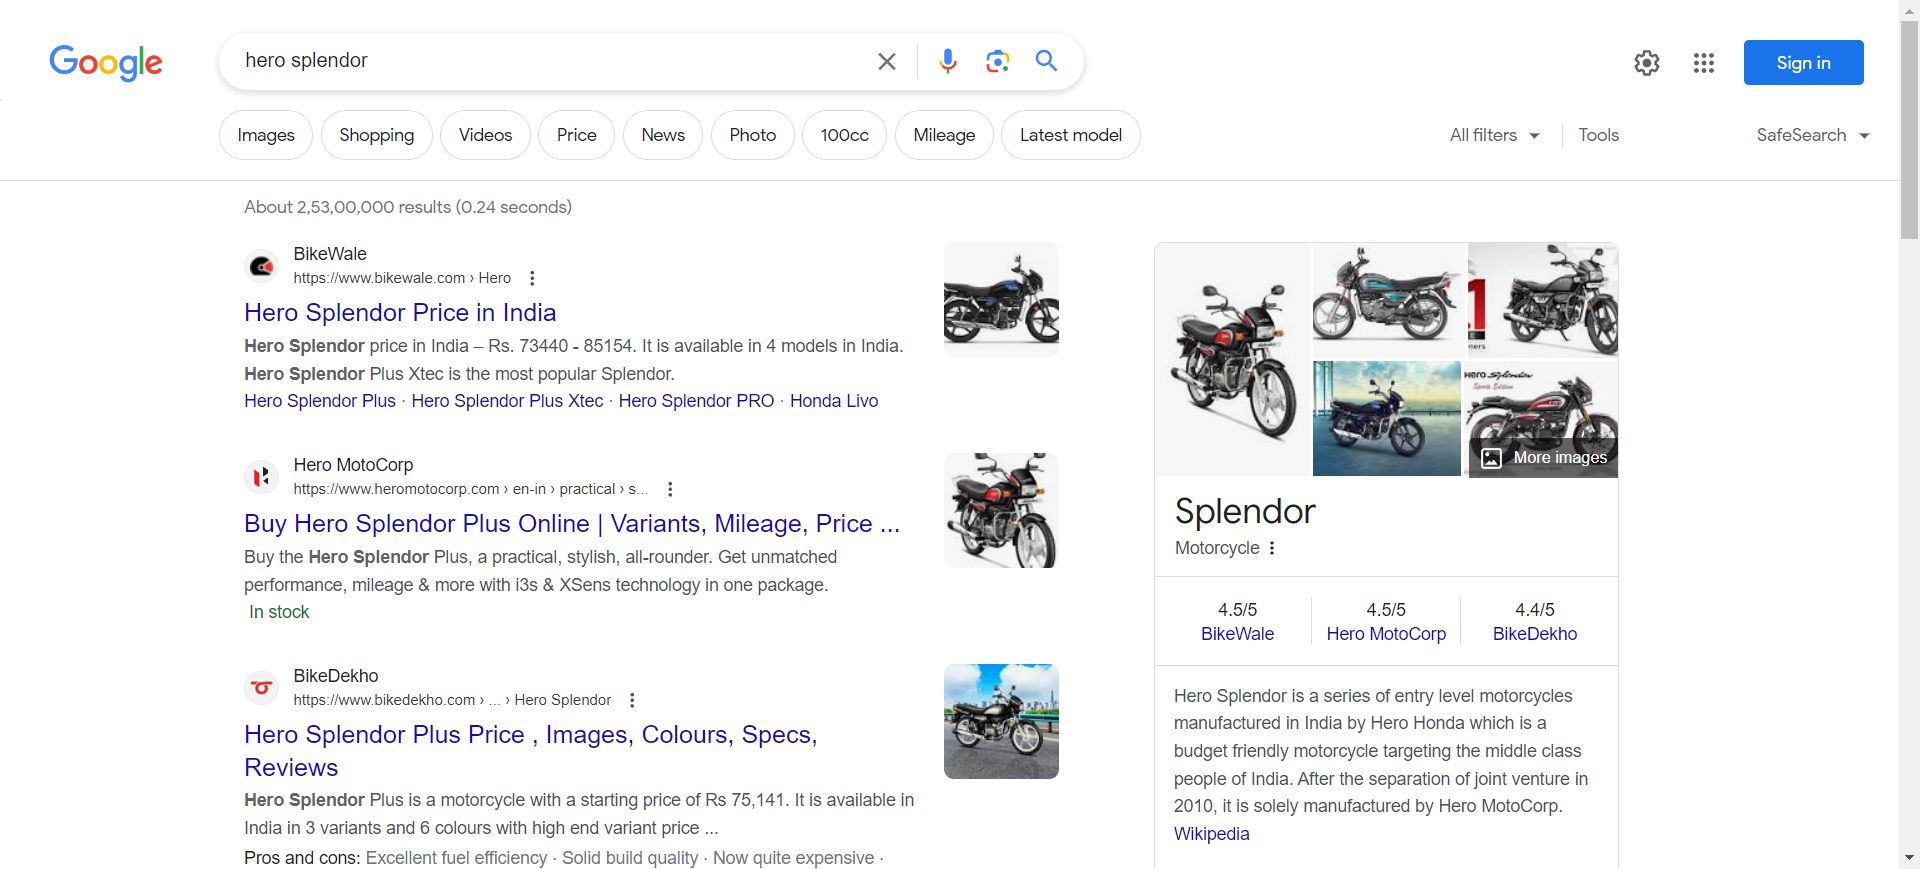 Google
hero splendor
Sign in
Images
Shopping
Videos
Price
News
Photo
100cc
Mileage
Latest model
All filters
Tools
SafeSearch
About 2,53,00,000 results (0.24 seconds)
BikeWale
https://www.bikewale.com › Hero
Hero Splendor Price in India
Hero Splendor price in India – Rs. 73440 - 85154. It is available in 4 models in India.
Hero Splendor Plus Xtec is the most popular Splendor.
Hero Splendor Plus · Hero Splendor Plus Xtec · Hero Splendor PRO · Honda Livo
Hero MotoCorp
https://www.heromotocorp.com › en-in › practical › s...
Buy Hero Splendor Plus Online | Variants, Mileage, Price ...
Buy the Hero Splendor Plus, a practical, stylish, all-rounder. Get unmatched
performance, mileage & more with i3s & XSens technology in one package.
In stock
BikeDekho
https://www.bikedekho.com › ... › Hero Splendor
Hero Splendor Plus Price , Images, Colours, Specs,
Reviews
Hero Splendor Plus is a motorcycle with a starting price of Rs 75,141. It is available in
India in 3 variants and 6 colours with high end variant price ...
Pros and cons: Excellent fuel efficiency · Solid build quality · Now quite expensive ·
1
Hero Splendor
Sports Edition
More images
Splendor
Motorcycle
4.5/5
BikeWale
4.5/5
Hero MotoCorp
4.4/5
BikeDekho
Hero Splendor is a series of entry level motorcycles
manufactured in India by Hero Honda which is a
budget friendly motorcycle targeting the middle class
people of India. After the separation of joint venture in
2010, it is solely manufactured by Hero MotoCorp.
Wikipedia